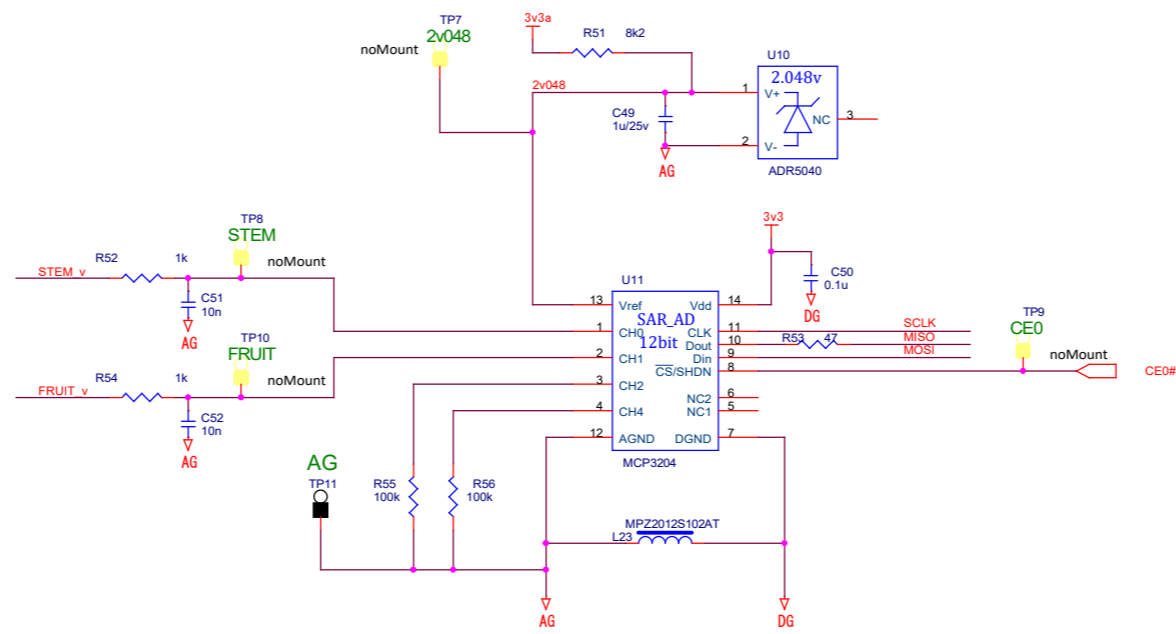 TP7
2v048
noMount
3v3a
R51 8k2
U10
2.048v
2v048
1 V+
NC 3
C49
1u/25v
2 V-
AG
ADR5040
TP8
STEM
noMount
3v3
R52 1k
STEM_v
C51
10n
AG
C50
0.1u
DG
U11
13 Vref Vdd 14
SAR_AD
12bit
1 CH0 CLK 11 SCLK
Dout 10 R53 47 MISO
2 CH1 Din 9 MOSI
CS/SHDN 8
3 CH2
NC2 6
4 CH4 NC1 5
12 AGND DGND 7
MCP3204
TP9
CE0
noMount
CE0#
TP10
FRUIT
noMount
R54 1k
FRUIT_v
C52
10n
AG
AG
TP11
R55
100k
R56
100k
MPZ2012S102AT
L23
AG
DG